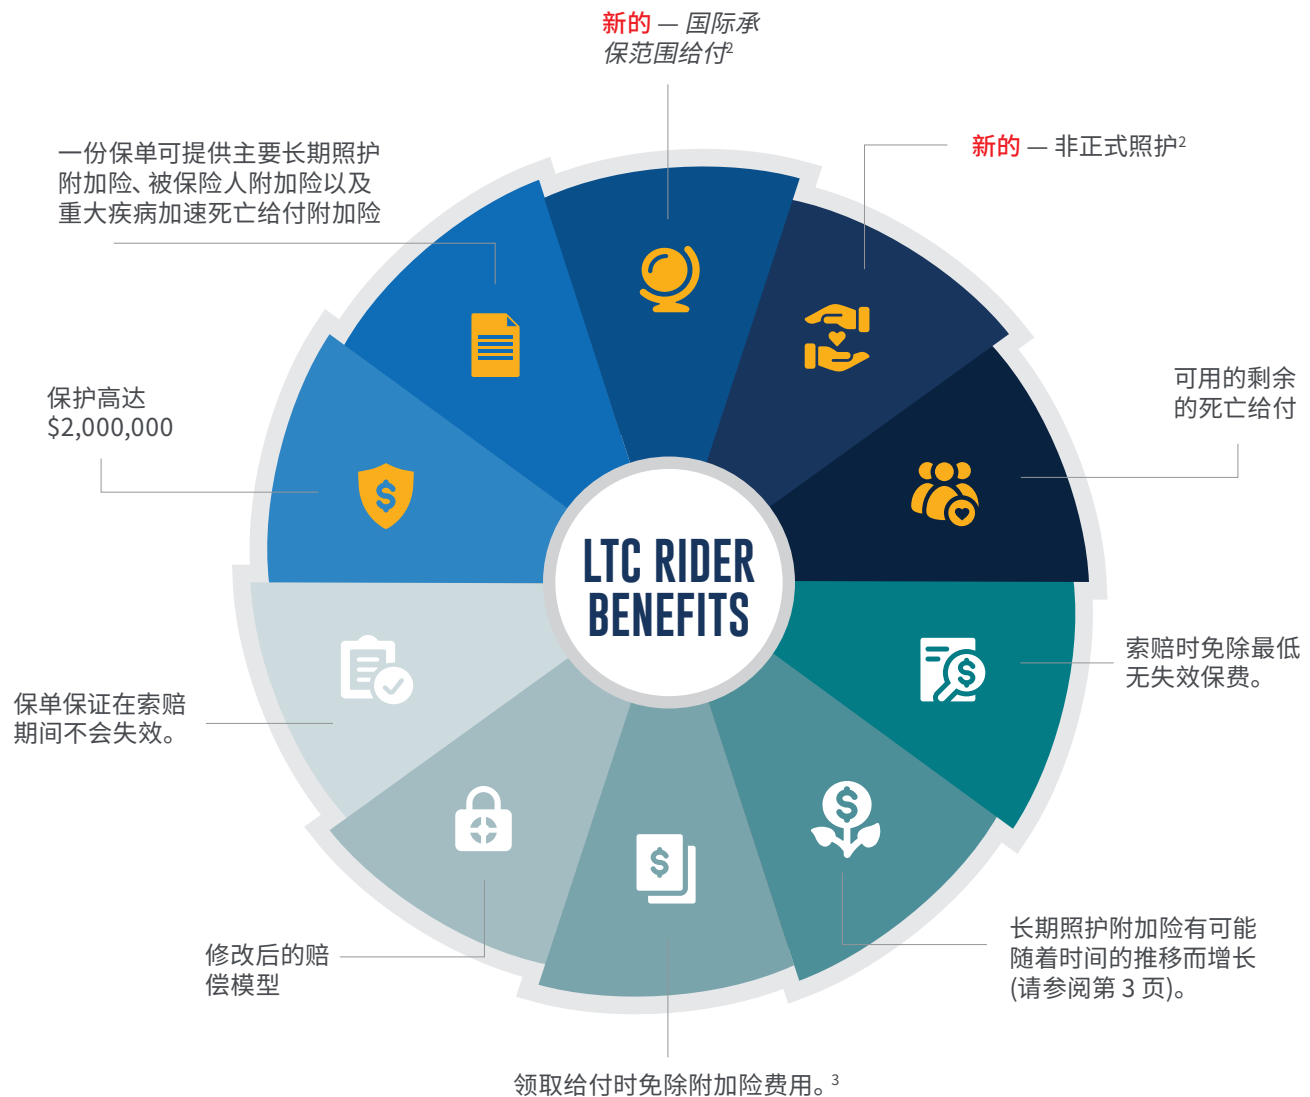 新的 — 国际承
保范围给付2
新的 — 非正式照护2
一份保单可提供主要长期照护
附加险、被保险人附加险以及
重大疾病加速死亡给付附加险
可用的剩余
的死亡给付
保护高达
$2,000,000
LTC RIDER
BENEFITS
索赔时免除最低
无失效保费。
保单保证在索赔
期间不会失效。
长期照护附加险有可能
随着时间的推移而增长
(请参阅第 3 页)。
修改后的赔
偿模型
领取给付时免除附加险费用。3